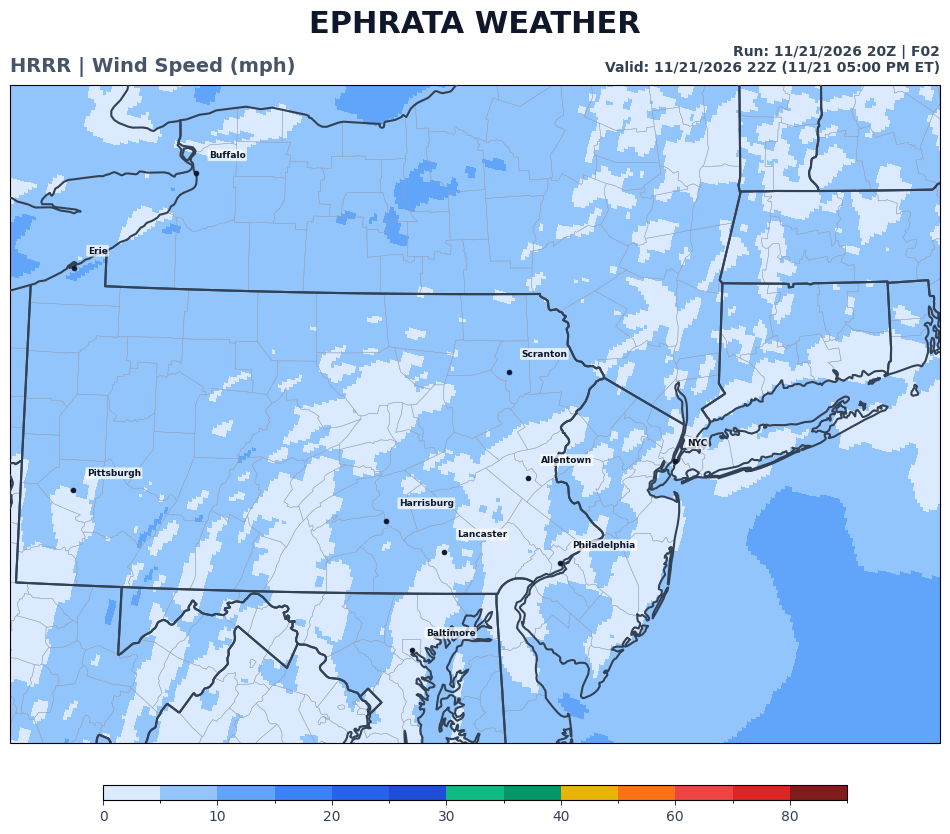 EPHRATA WEATHER
HRRR | Wind Speed (mph)
Run: 11/21/2026 20Z | F02
Valid: 11/21/2026 22Z (11/21 05:00 PM ET)
Buffalo
Erie
Scranton
NYC
Allentown
Pittsburgh
Harrisburg
Lancaster
Philadelphia
Baltimore
0 10 20 30 40 50 60 70 80